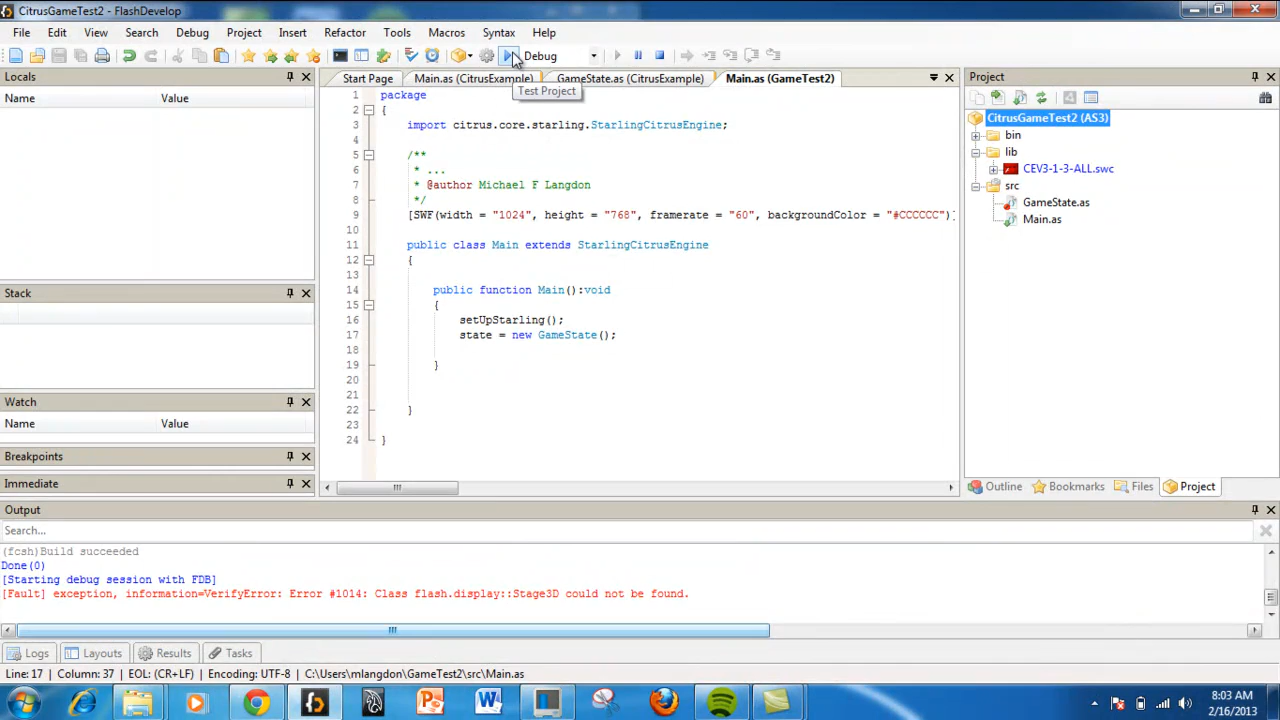 CitrusGameTest2 - FlashDevelop
File Edit View Search Debug Project Insert Refactor Tools Macros Syntax Help
Debug
Locals
Start Page Main.as (CitrusExample) GameState.as (CitrusExample) Main.as (GameTest2)
Project
Test Project
Name Value
1 package
2 {
3 import citrus.core.starling.StarlingCitrusEngine;
4
5 /**
6 * ...
7 * @author Michael F Langdon
8 */
9 [SWF(width = "1024", height = "768", framerate = "60", backgroundColor = "#CCCCCC")]
10
11 public class Main extends StarlingCitrusEngine
12 {
13
14 public function Main():void
15 {
16 setUpStarling();
17 state = new GameState();
18
19 }
20
21
22 }
23
24 }
CitrusGameTest2 (AS3)
bin
lib
CEV3-1-3-ALL.swc
src
GameState.as
Main.as
Stack
Watch
Name Value
Breakpoints
Immediate
Outline Bookmarks Files Project
Output
Search...
(fcsh)Build succeeded
Done(0)
[Starting debug session with FDB]
[Fault] exception, information=VerifyError: Error #1014: Class flash.display::Stage3D could not be found.
Logs Layouts Results Tasks
Line: 17 Column: 37 EOL: (CR+LF) Encoding: UTF-8 C:\Users\mlangdon\GameTest2\src\Main.as
8:03 AM
2/16/2013